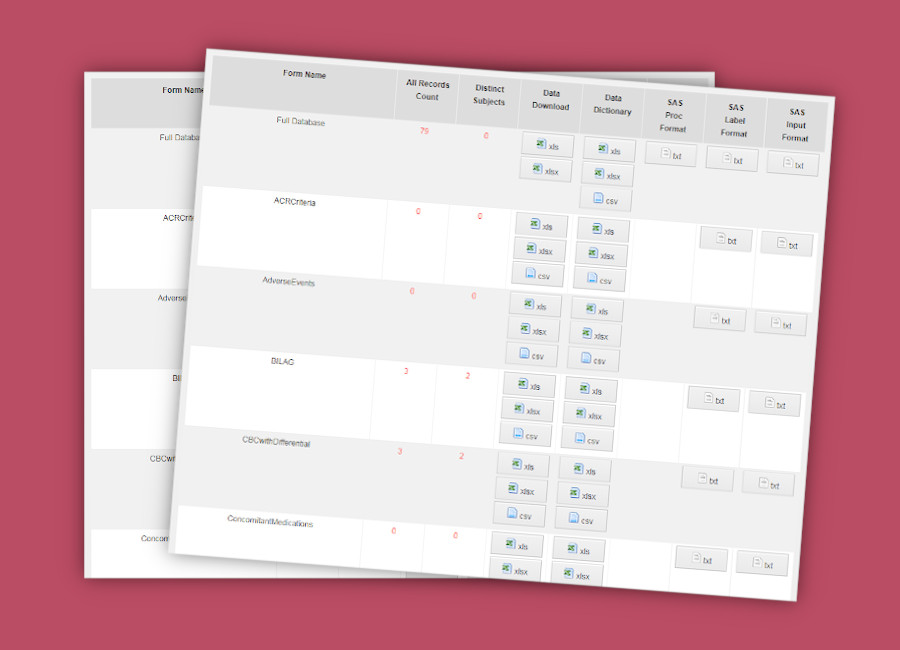 Form Name
All Records
Count
Distinct
Subjects
Data
Download
Data
Dictionary
SAS
Proc
Format
SAS
Label
Format
SAS
Input
Format
Full Database
xls
xlsx
xls
xlsx
csv
txt
txt
txt
ACRCriteria
0
0
xls
xlsx
csv
xls
xlsx
csv
txt
txt
AdverseEvents
0
0
xls
xlsx
csv
xls
xlsx
csv
txt
txt
BILAG
3
2
xls
xlsx
csv
xls
xlsx
csv
txt
txt
CBCwithDifferential
3
2
xls
xlsx
csv
xls
xlsx
csv
txt
txt
ConcomitantMedications
0
0
xls
xlsx
xls
xlsx
txt
txt
Form Name
Full Databa
ACRCrit
Adverse
BI
CBCwi
Concom